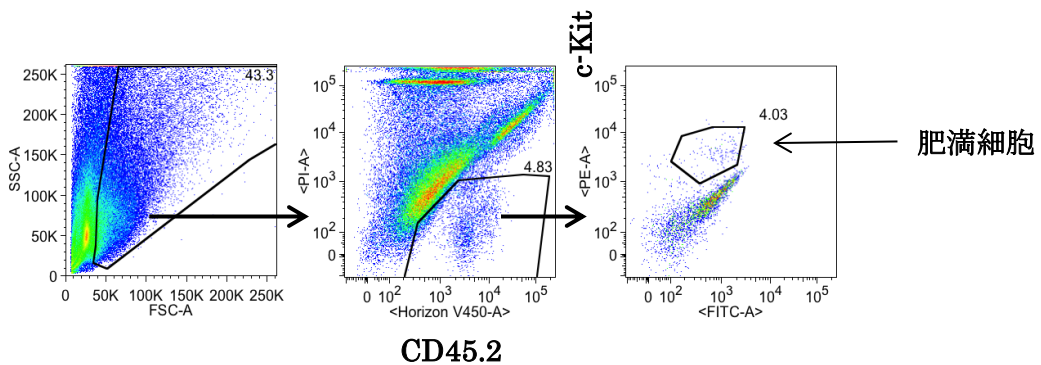 c-Kit
43.3
250K
200K
150K
100K
50K
0
SSC-A
0 50K 100K 150K 200K 250K
FSC-A
4.83
10⁵
10⁴
10³
10²
0
<PI-A>
0 10² 10³ 10⁴ 10⁵
<Horizon V450-A>
CD45.2
4.03
10⁵
10⁴
10³
10²
0
<PE-A>
0 10² 10³ 10⁴ 10⁵
<FITC-A>
肥満細胞